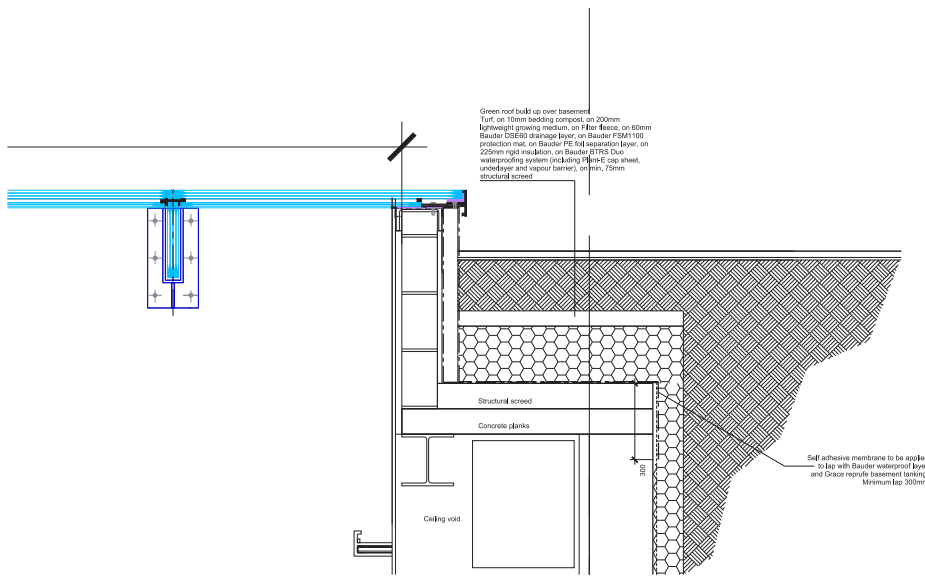 Green roof build up over basement
Turf, on 10mm bedding compost, on 200mm
lightweight growing medium, on Filter fleece, on 60mm
Bauder DSE60 drainage layer, on Bauder FSM1100
protection mat, on Bauder PE foil separation layer, on
225mm rigid insulation, on Bauder BTRS Duo
waterproofing system (including Plant-E cap sheet,
underlayer and vapour barrier), on min. 75mm
structural screed
Structural screed
Concrete planks
300
Self adhesive membrane to be applie
to lap with Bauder waterproof laye
and Grace reprufe basement tanking
Minimum lap 300mm
Ceiling void